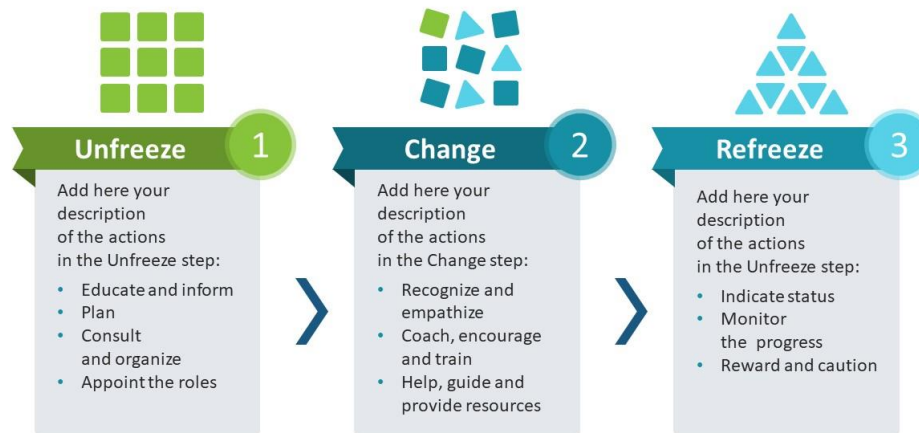 Unfreeze 1
Add here your
description
of the actions
in the Unfreeze step:
• Educate and inform
• Plan
• Consult
and organize
• Appoint the roles
Change 2
Add here your
description
of the actions
in the Change step:
• Recognize and
empathize
• Coach, encourage
and train
• Help, guide and
provide resources
Refreeze 3
Add here your
description
of the actions
in the Unfreeze step:
• Indicate status
• Monitor
the progress
• Reward and caution